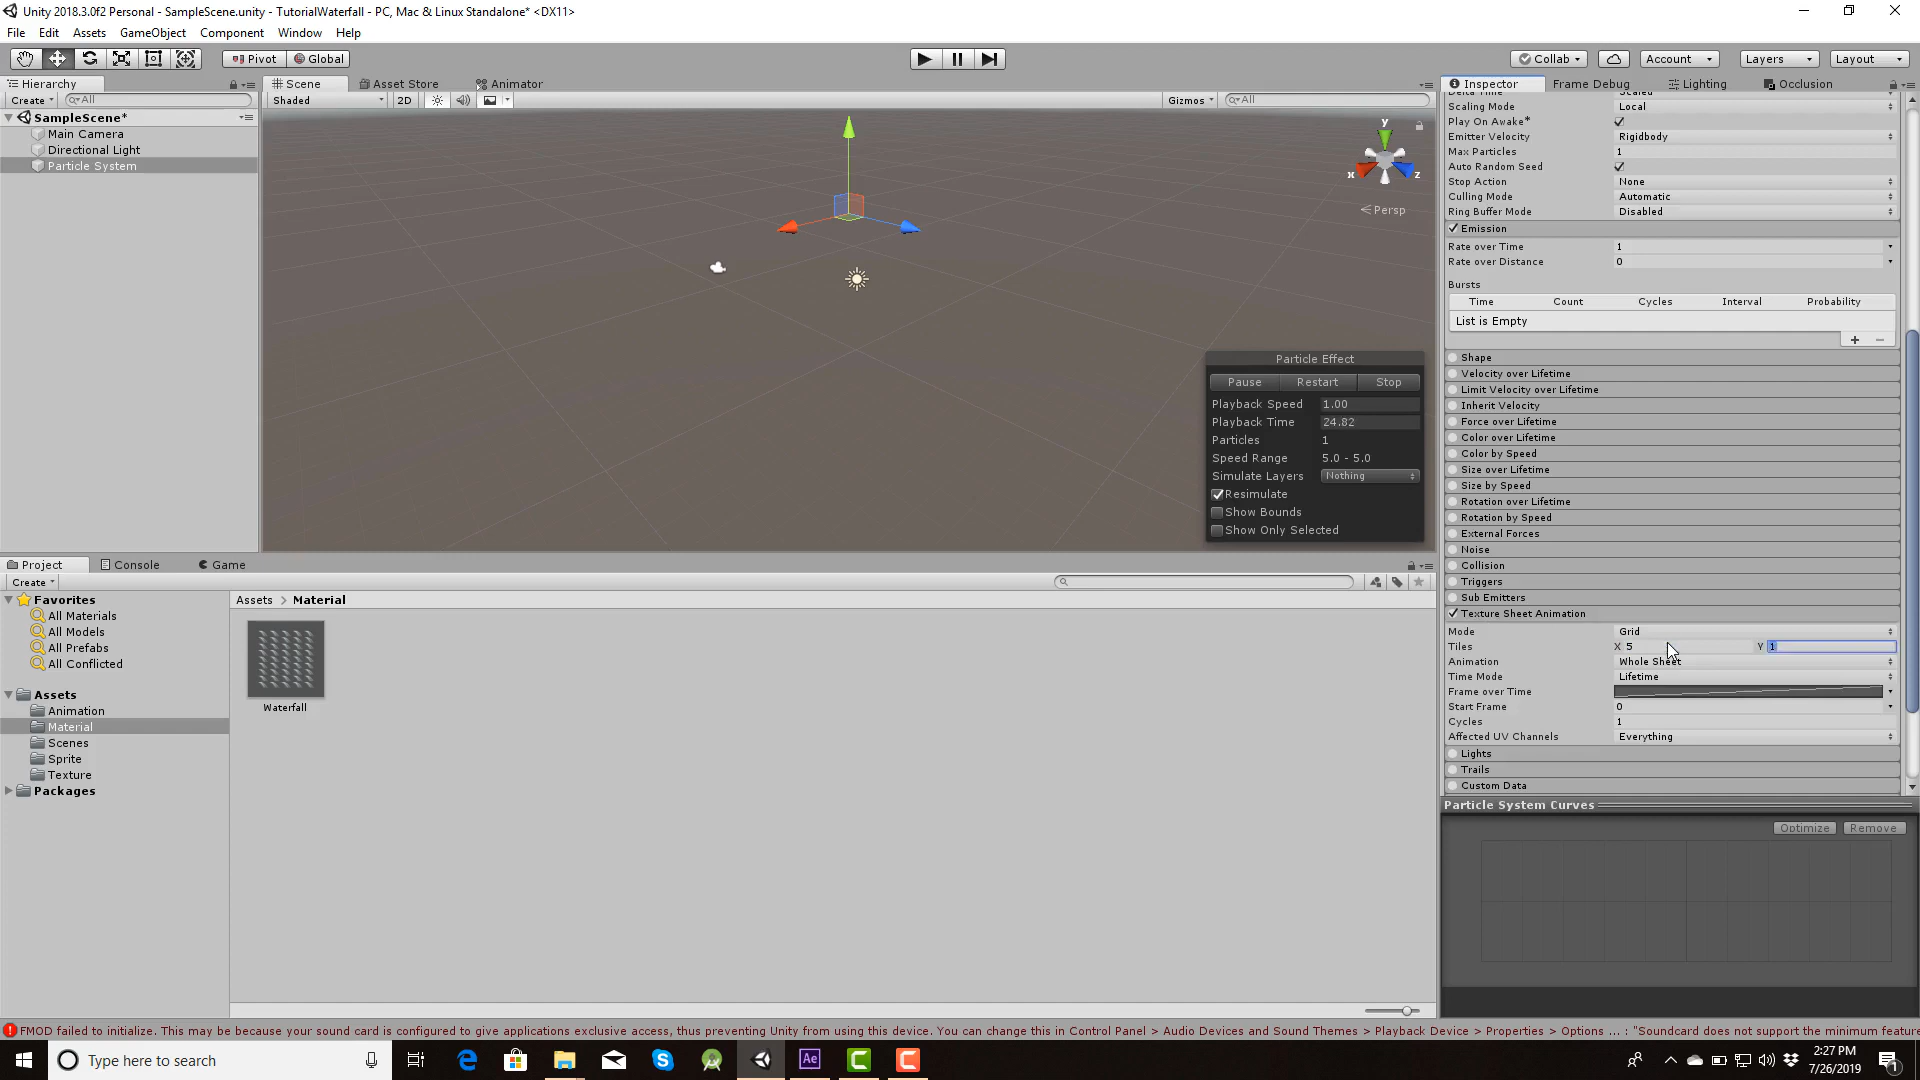 Unity 2018.3.0f2 Personal - SampleScene.unity - TutorialWaterfall - PC, Mac & Linux Standalone* <DX11>
File Edit Assets GameObject Component Window Help
Pivot Global Collab Account Layers Layout
Hierarchy
Create All
SampleScene*
Main Camera
Directional Light
Particle System
Scene Asset Store Animator
Shaded 2D Gizmos All
y
x z
Persp
Particle Effect
Pause Restart Stop
Playback Speed 1.00
Playback Time 24.82
Particles 1
Speed Range 5.0 - 5.0
Simulate Layers Nothing
Resimulate
Show Bounds
Show Only Selected
Inspector Frame Debug Lighting Occlusion
Delta Time Scaled
Scaling Mode Local
Play On Awake*
Emitter Velocity Rigidbody
Max Particles 1
Auto Random Seed
Stop Action None
Culling Mode Automatic
Ring Buffer Mode Disabled
Emission
Rate over Time 1
Rate over Distance 0
Bursts
Time Count Cycles Interval Probability
List is Empty
Shape
Velocity over Lifetime
Limit Velocity over Lifetime
Inherit Velocity
Force over Lifetime
Color over Lifetime
Color by Speed
Size over Lifetime
Size by Speed
Rotation over Lifetime
Rotation by Speed
External Forces
Noise
Collision
Triggers
Sub Emitters
Texture Sheet Animation
Mode Grid
Tiles X 5 Y 1
Animation Whole Sheet
Time Mode Lifetime
Frame over Time
Start Frame 0
Cycles 1
Affected UV Channels Everything
Lights
Trails
Custom Data
Particle System Curves
Optimize Remove
Project Console Game
Create
Favorites
All Materials
All Models
All Prefabs
All Conflicted
Assets
Animation
Material
Scenes
Sprite
Texture
Packages
Assets > Material
Waterfall
FMOD failed to initialize. This may be because your sound card is configured to give applications exclusive access, thus preventing Unity from using this device. You can change this in Control Panel > Audio Devices and Sound Themes > Playback Device > Properties > Options ... : "Soundcard does not support the minimum
Type here to search
Ae
2:27 PM
7/26/2019
1